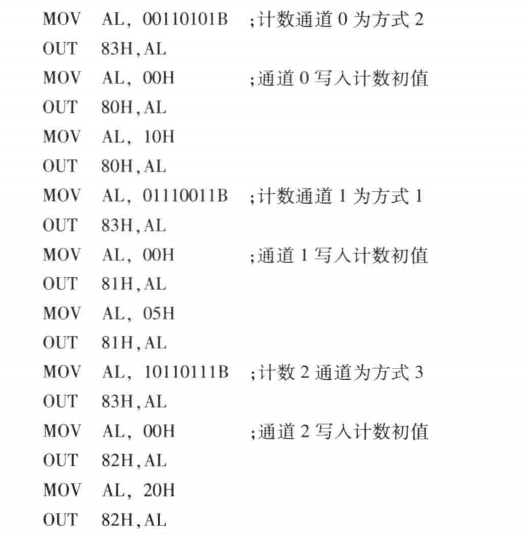 MOV AL, 00110101B ;计数通道 0 为方式 2
OUT 83H,AL
MOV AL, 00H ;通道 0 写入计数初值
OUT 80H,AL
MOV AL, 10H
OUT 80H,AL
MOV AL, 01110011B ;计数通道 1 为方式 1
OUT 83H,AL
MOV AL, 00H ;通道 1 写入计数初值
OUT 81H,AL
MOV AL, 05H
OUT 81H,AL
MOV AL, 10110111B ;计数 2 通道为方式 3
OUT 83H,AL
MOV AL, 00H ;通道 2 写入计数初值
OUT 82H,AL
MOV AL, 20H
OUT 82H,AL